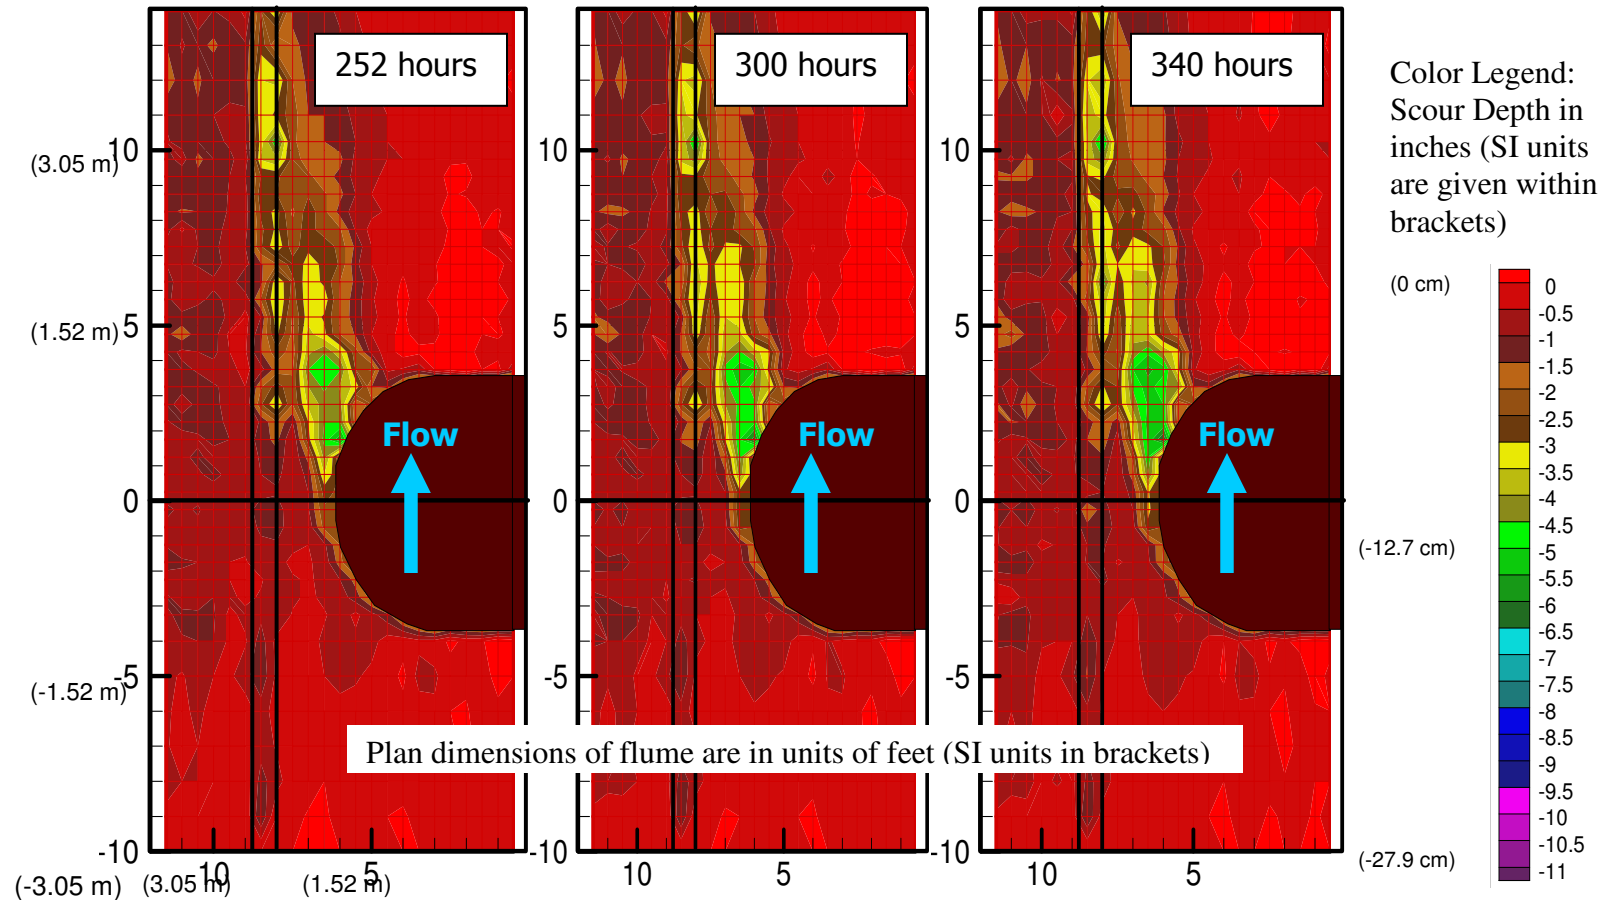 252 hours
300 hours
340 hours
Color Legend:
Scour Depth in
inches (SI units
are given within
brackets)
10
(3.05 m)
10
10
(0 cm)
0
-0.5
-1
-1.5
-2
-2.5
-3
-3.5
-4
-4.5
-5
-5.5
-6
-6.5
-7
-7.5
-8
-8.5
-9
-9.5
-10
-10.5
-11
5
(1.52 m)
5
5
Flow
Flow
Flow
0
0
0
(-12.7 cm)
-5
(-1.52 m)
-5
-5
Plan dimensions of flume are in units of feet (SI units in brackets)
-10
-10
-10
(-27.9 cm)
(-3.05 m)
(3.05 m)
10
(1.52 m)
5
10
5
10
5